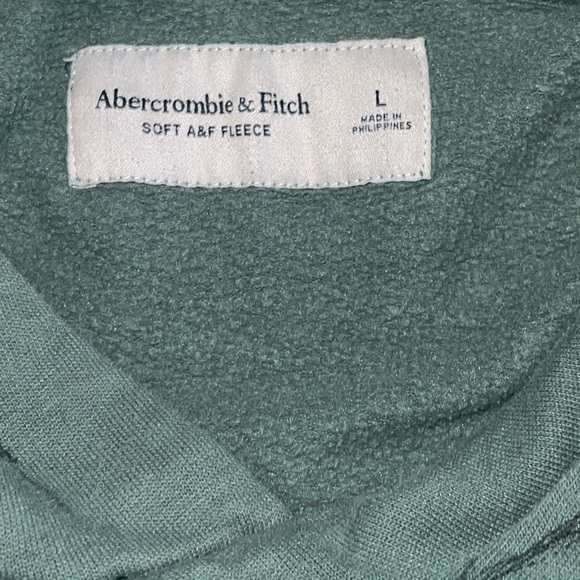 Abercrombie & Fitch
SOFT A&F FLEECE
L
MADE IN
PHILIPPINES